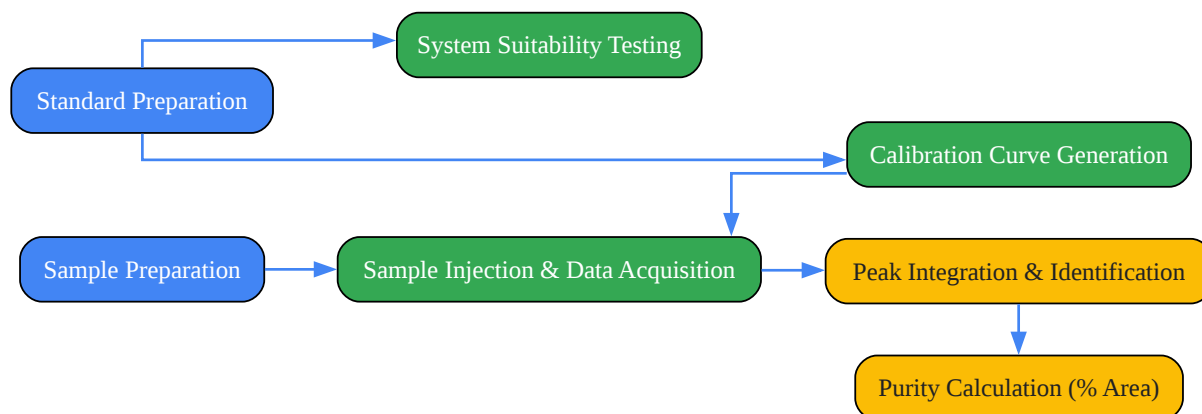 System Suitability Testing
Standard Preparation
Calibration Curve Generation
Sample Preparation
Sample Injection & Data Acquisition
Peak Integration & Identification
Purity Calculation (% Area)